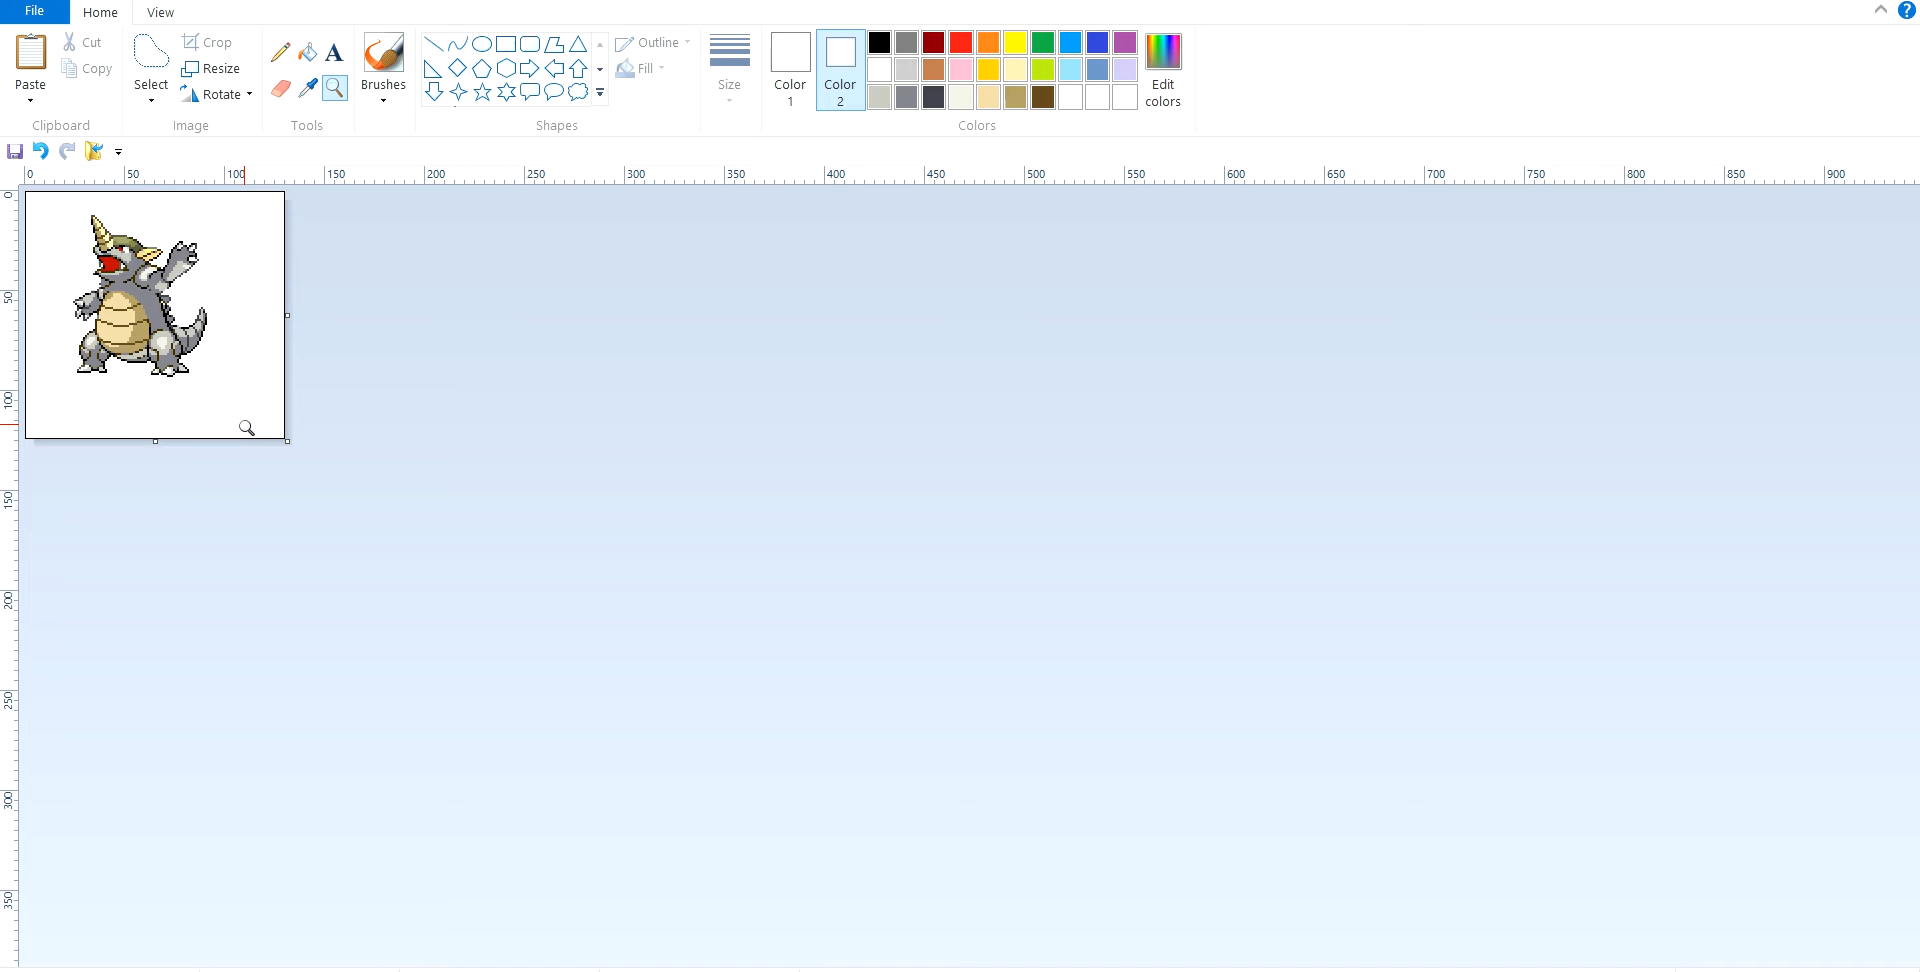 File Home View
Paste
Cut
Copy
Clipboard
Select
Crop
Resize
Rotate
Image
A
Tools
Brushes
Shapes
Outline
Fill
Size
Color
1
Color
2
Colors
Edit
colors
?
0 50 100 150 200 250 300 350 400 450 500 550 600 650 700 750 800 850 900
0
50
100
150
200
250
300
350